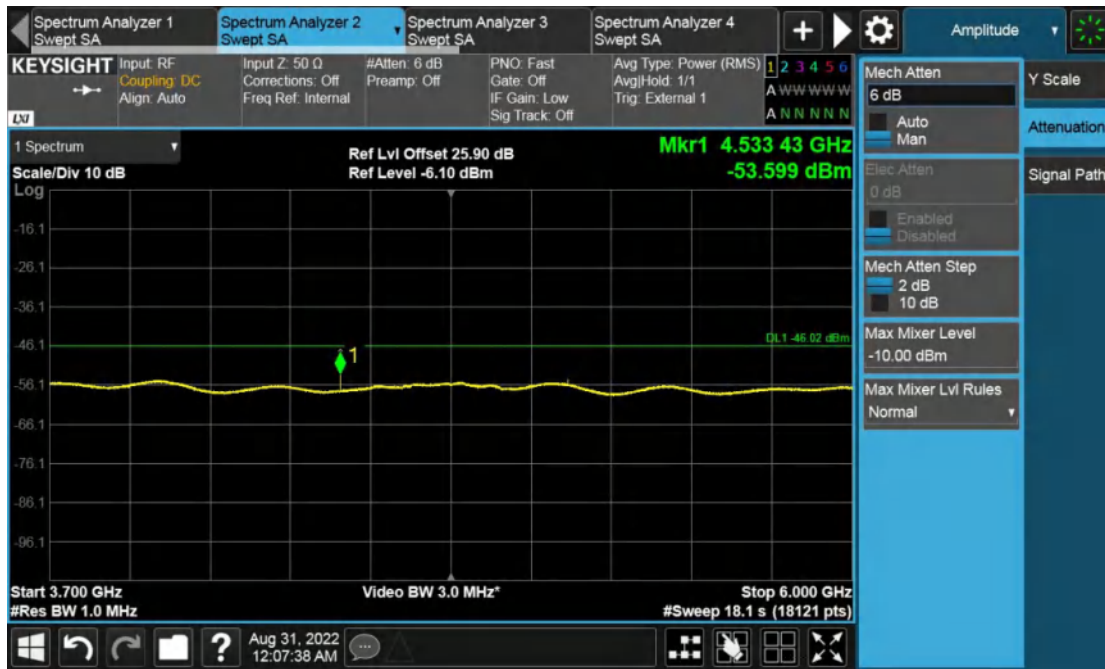 Spectrum Analyzer 1
Swept SA
Spectrum Analyzer 2
Swept SA
Spectrum Analyzer 3
Swept SA
Spectrum Analyzer 4
Swept SA
+
Amplitude
KEYSIGHT
LXI
Input: RF
Coupling: DC
Align: Auto
Input Z: 50 Ω
Corrections: Off
Freq Ref: Internal
#Atten: 6 dB
Preamp: Off
PNO: Fast
Gate: Off
IF Gain: Low
Sig Track: Off
Avg Type: Power (RMS)
Avg|Hold: 1/1
Trig: External 1
1 2 3 4 5 6
A W W W W W
A N N N N N
1 Spectrum
Scale/Div 10 dB
Log
Ref Lvl Offset 25.90 dB
Ref Level -6.10 dBm
Mkr1 4.533 43 GHz
-53.599 dBm
-16.1
-26.1
-36.1
-46.1
DL1 -46.02 dBm
1
-56.1
-66.1
-76.1
-86.1
-96.1
Start 3.700 GHz
#Res BW 1.0 MHz
Video BW 3.0 MHz*
Stop 6.000 GHz
#Sweep 18.1 s (18121 pts)
Mech Atten
6 dB
Auto
Man
Elec Atten
0 dB
Enabled
Disabled
Mech Atten Step
2 dB
10 dB
Max Mixer Level
-10.00 dBm
Max Mixer Lvl Rules
Normal
Y Scale
Attenuation
Signal Path
?
Aug 31, 2022
12:07:38 AM